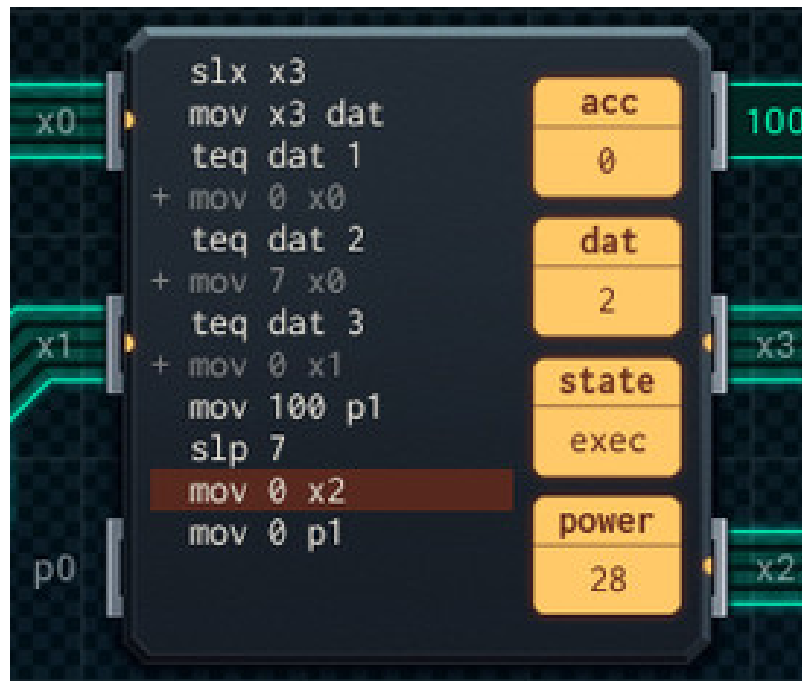 slx x3
mov x3 dat
teq dat 1
+ mov 0 x0
teq dat 2
+ mov 7 x0
teq dat 3
+ mov 0 x1
mov 100 p1
slp 7
mov 0 x2
mov 0 p1
acc
0
dat
2
state
exec
power
28
x0
x1
p0
100
x3
x2